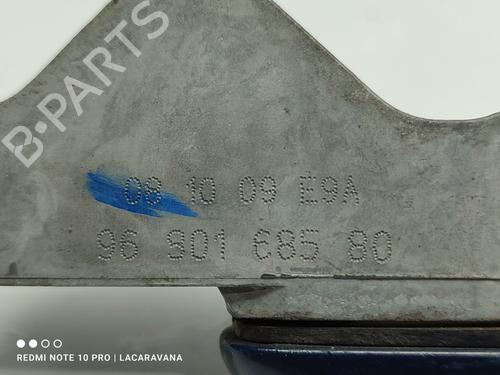 B-PARTS
08 10 09 E9A
96 901 685 80
REDMI NOTE 10 PRO | LACARAVANA